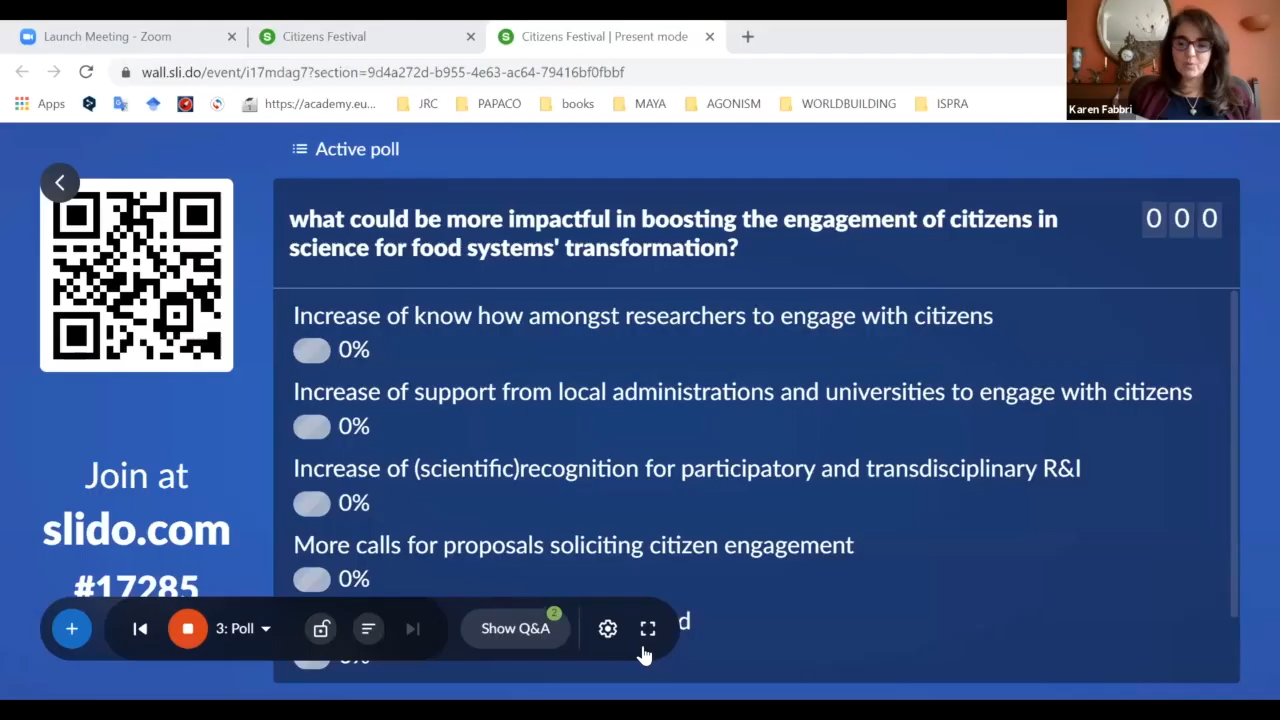 Launch Meeting - Zoom
Citizens Festival
Citizens Festival | Present mode
wall.sli.do/event/i17mdag7?section=9d4a272d-b955-4e63-ac64-79416bf0fbbf
Apps
https://academy.eu...
JRC
PAPACO
books
MAYA
AGONISM
WORLDBUILDING
ISPRA
Karen Fabbri
Active poll
what could be more impactful in boosting the engagement of citizens in
science for food systems' transformation?
0 0 0
Increase of know how amongst researchers to engage with citizens
0%
Increase of support from local administrations and universities to engage with citizens
0%
Increase of (scientific)recognition for participatory and transdisciplinary R&I
0%
More calls for proposals soliciting citizen engagement
0%
Join at
slido.com
#17285
3: Poll
Show Q&A
2